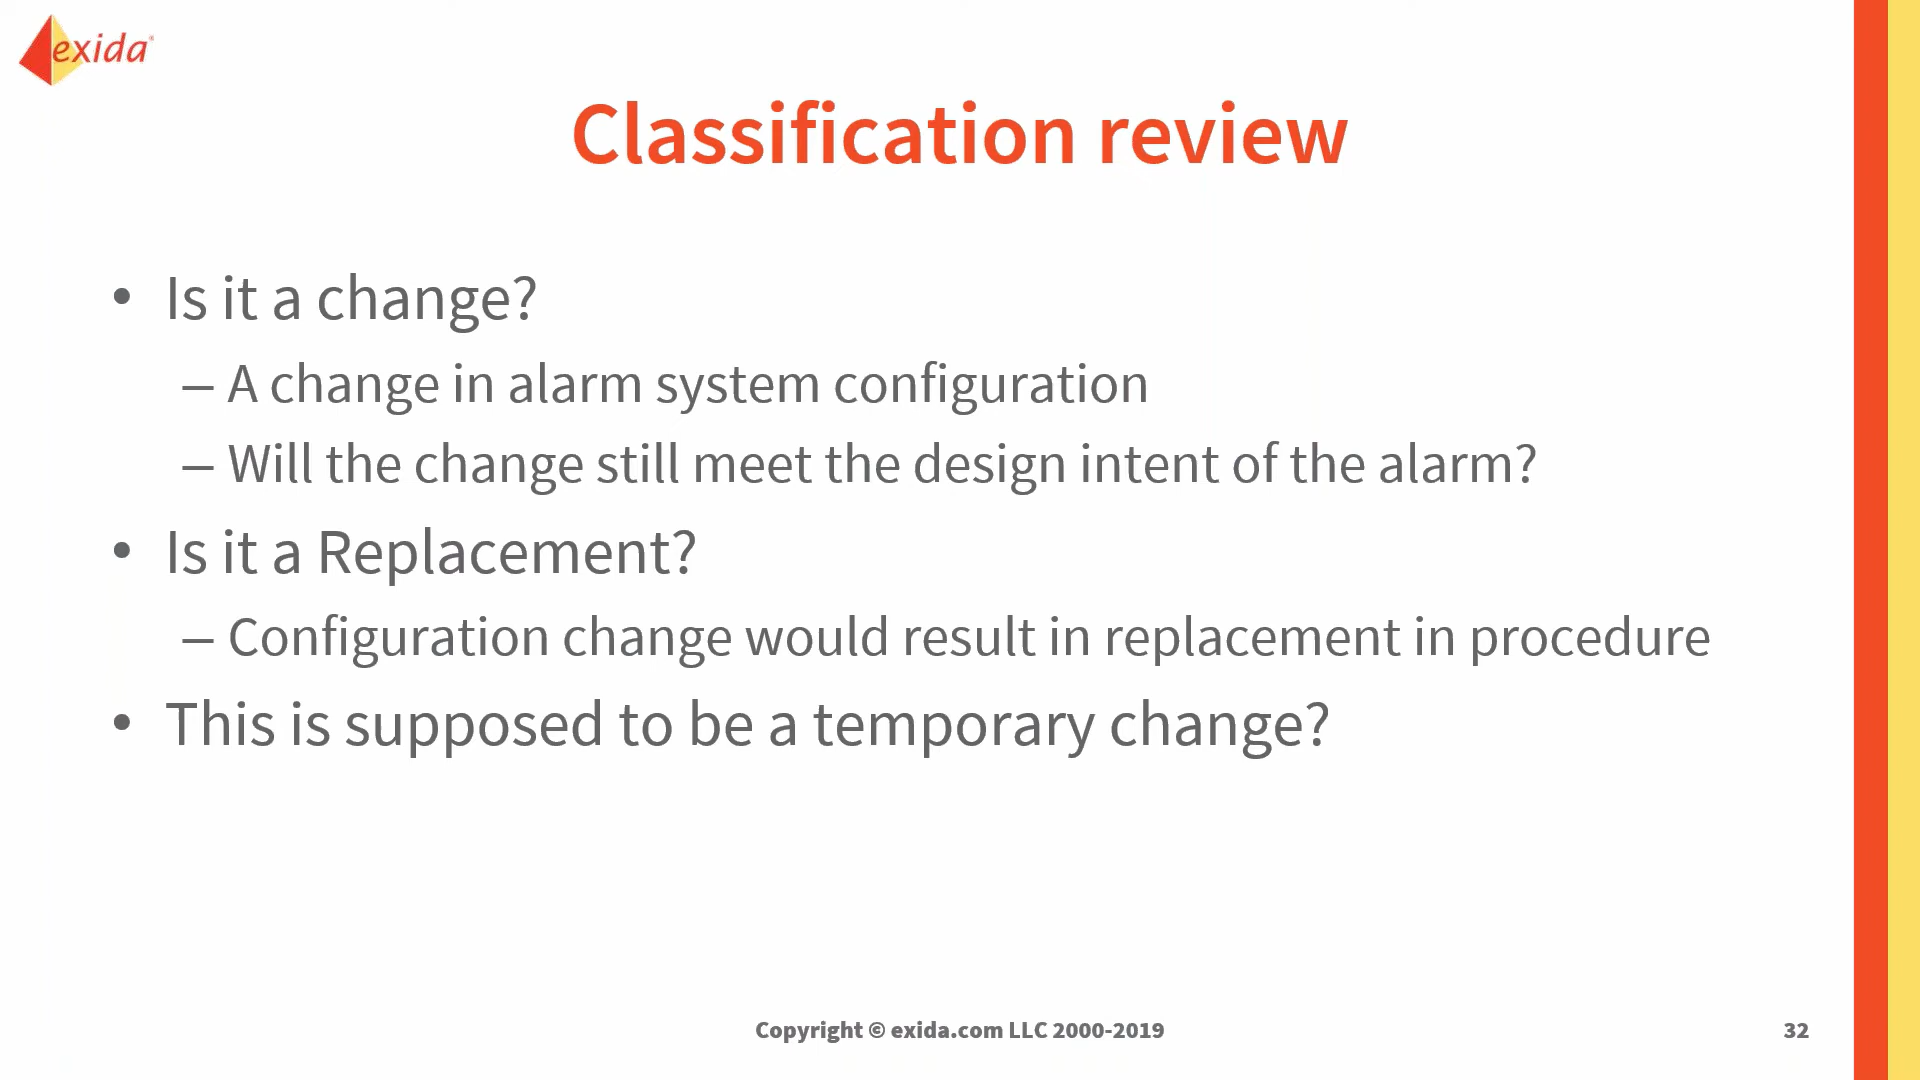 exida
Classification review
• Is it a change?
– A change in alarm system configuration
– Will the change still meet the design intent of the alarm?
• Is it a Replacement?
– Configuration change would result in replacement in procedure
• This is supposed to be a temporary change?
Copyright © exida.com LLC 2000-2019
32